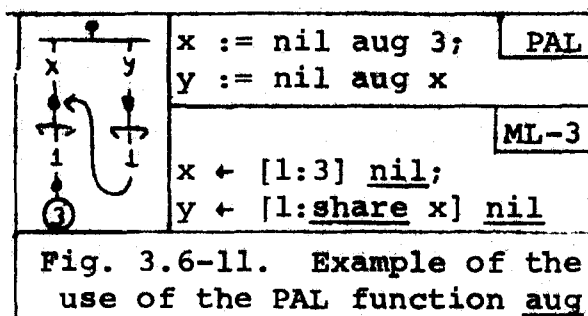 x y
1 1
3
x := nil aug 3; PAL
y := nil aug x
ML-3
x ← [1:3] nil;
y ← [1:share x] nil
Fig. 3.6-11. Example of the
use of the PAL function aug